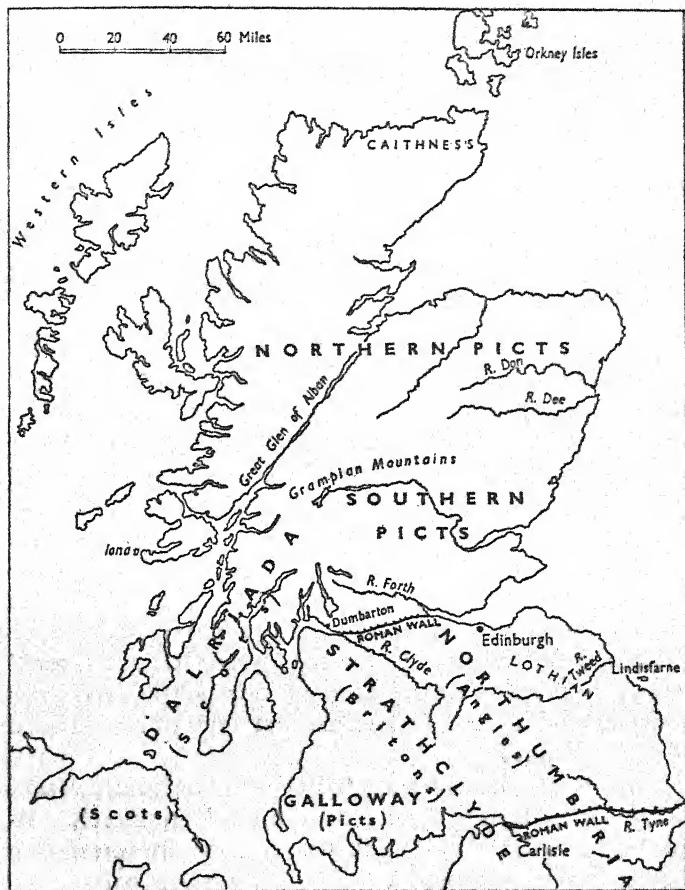 0 20 40 60 Miles
Orkney Isles
CAITHNESS
Western Isles
NORTHERN PICTS
R. Don
R. Dee
Great Glen of Alban
Grampian Mountains
SOUTHERN
PICTS
Iona
DALRIADA
(Scots)
R. Forth
Dumbarton
ROMAN WALL
Edinburgh
R. Clyde
LOTHIAN
R. Tweed
Lindisfarne
NORTHUMBRIA
(Angles)
STRATHCLYDE
(Britons)
GALLOWAY
(Picts)
(Scots)
ROMAN WALL
R. Tyne
Carlisle